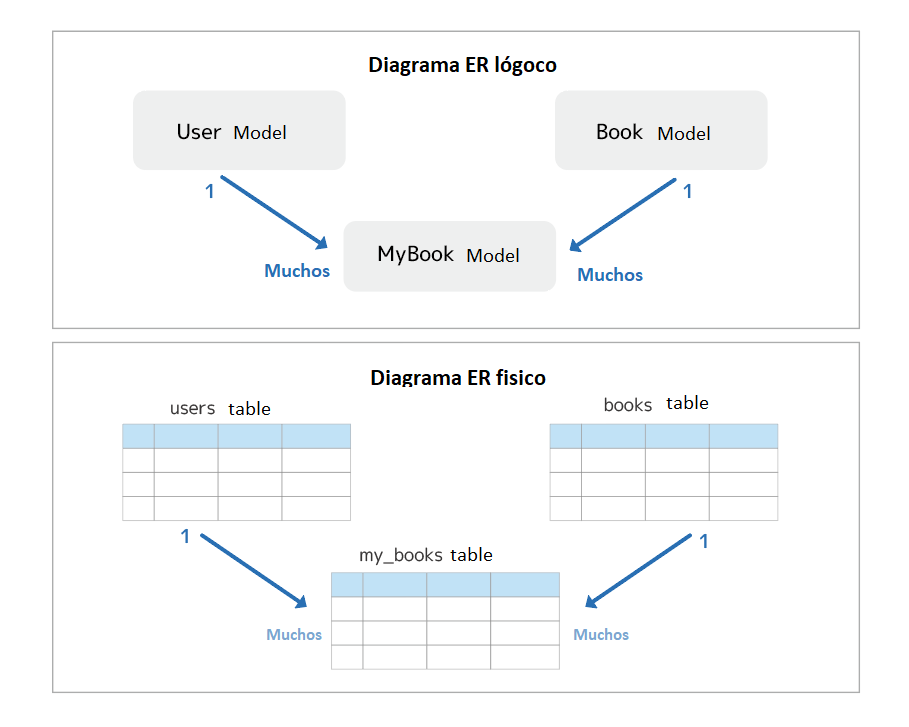 Diagrama ER lógoco
User Model
Book Model
1
1
MyBook Model
Muchos
Muchos
Diagrama ER fisico
users table
books table
1
1
my_books table
Muchos
Muchos